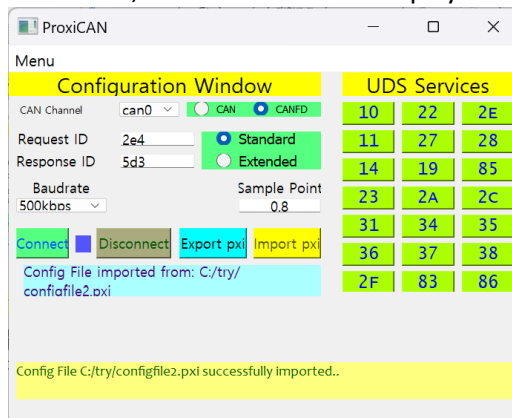 ProxiCAN
Menu
Configuration Window
CAN Channel can0 CAN CANFD
Request ID 2e4 Standard
Response ID 5d3 Extended
Baudrate Sample Point
500kbps 0.8
Connect Disconnect Export pxi Import pxi
Config File imported from: C:/try/
configfile2.pxi
UDS Services
10 22 2E
11 27 28
14 19 85
23 2A 2C
31 34 35
36 37 38
2F 83 86
Config File C:/try/configfile2.pxi successfully imported..